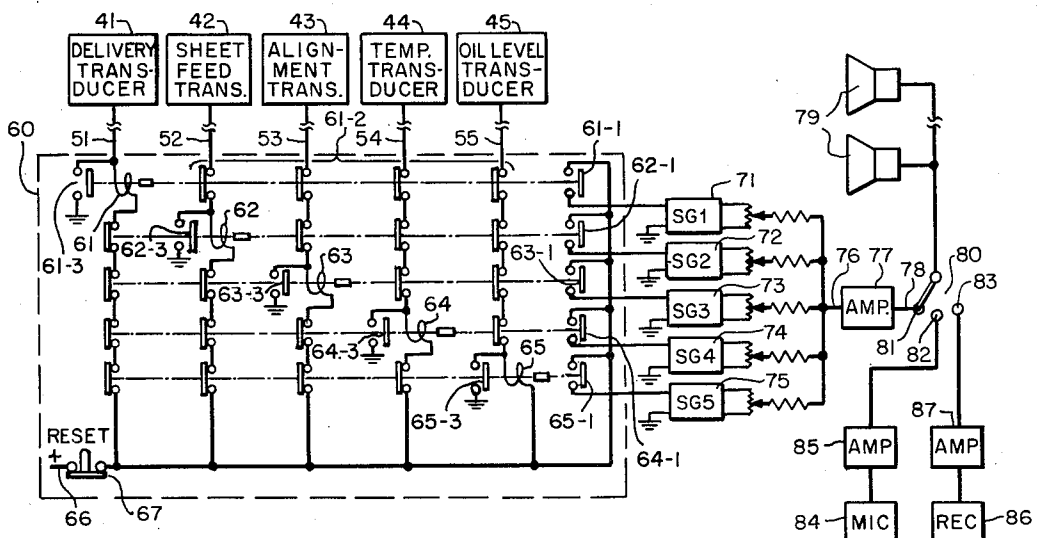 41
42
43
44
45
DELIVERY
TRANS-
DUCER
SHEET
FEED
TRANS.
ALIGN-
MENT
TRANS.
TEMP.
TRANS-
DUCER
OIL LEVEL
TRANS-
DUCER
60
51
52
61-2
53
54
55
61-1
79
62-1
71
61
62
61-3
62-3
63
63-1
63-3
64
64-3
65
65-3
65-1
64-1
SG1
72
SG2
73
SG3
74
SG4
75
SG5
76
77
AMP.
78
80
83
81
82
RESET
+
66
67
85
AMP
87
AMP
84
MIC
REC
86